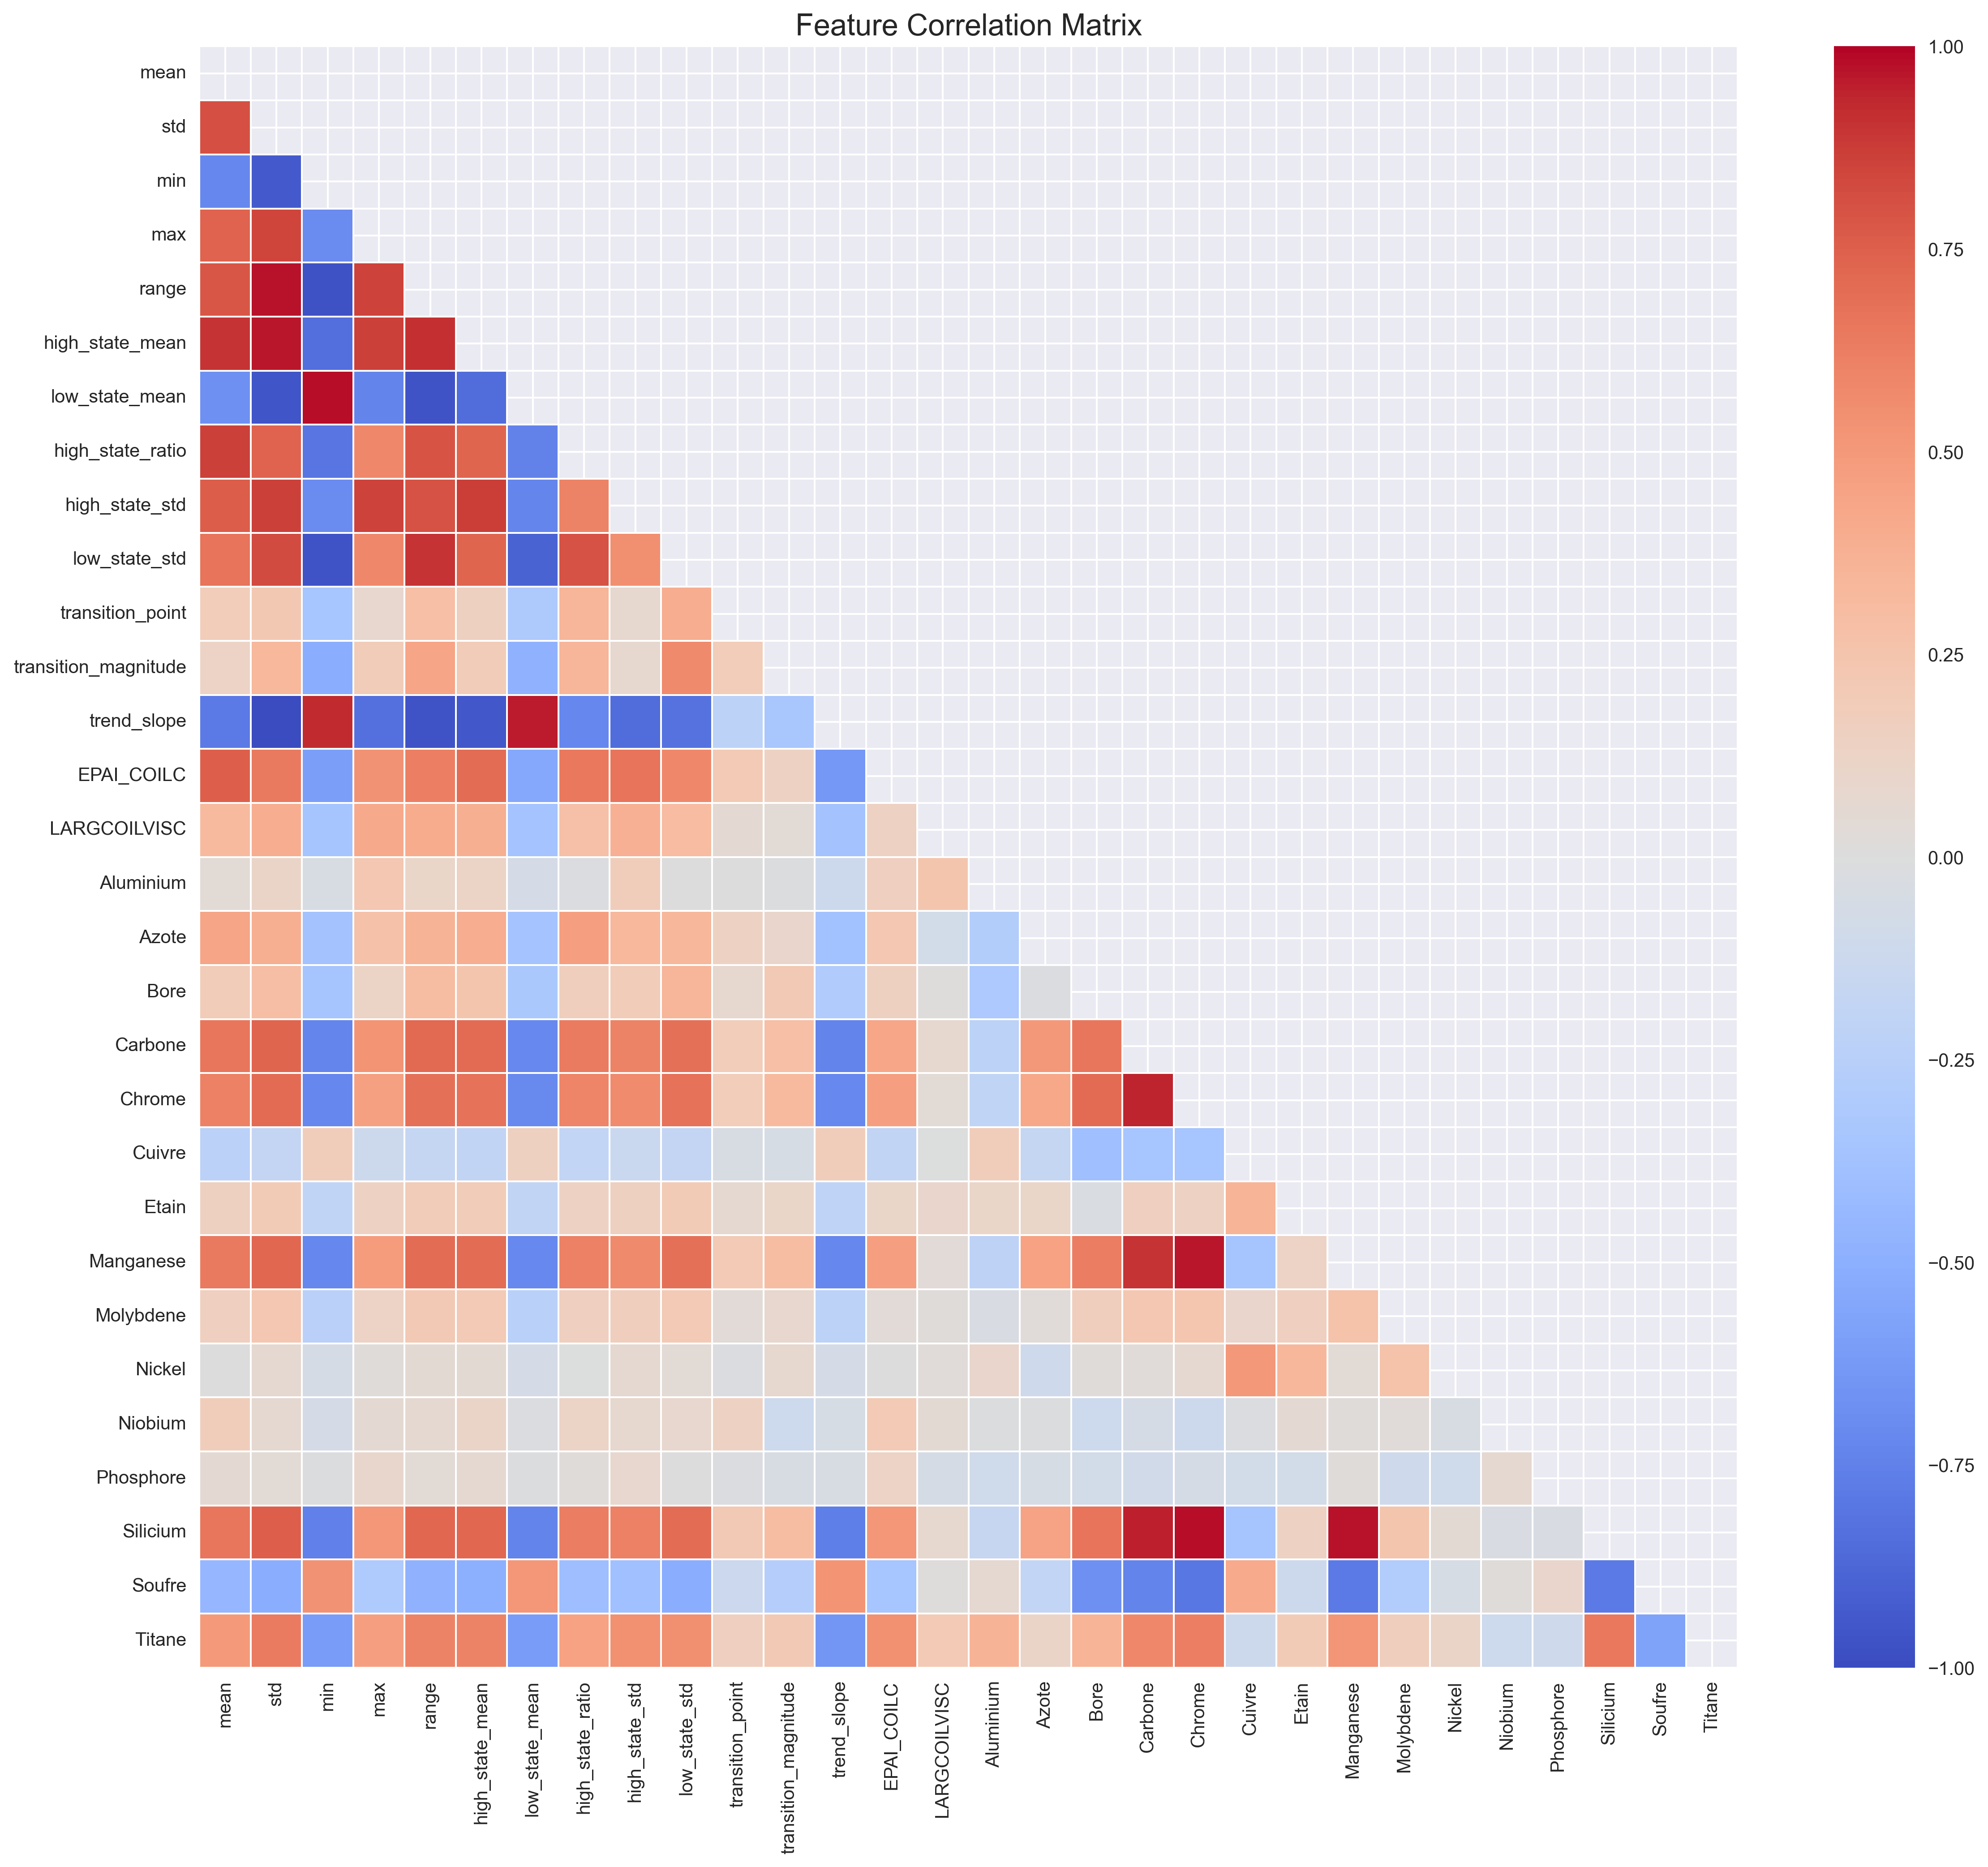 Feature Correlation Matrix
mean
std
min
max
range
high_state_mean
low_state_mean
high_state_ratio
high_state_std
low_state_std
transition_point
transition_magnitude
trend_slope
EPAI_COILC
LARGCOILVISC
Aluminium
Azote
Bore
Carbone
Chrome
Cuivre
Etain
Manganese
Molybdene
Nickel
Niobium
Phosphore
Silicium
Soufre
Titane
mean
std
min
max
range
high_state_mean
low_state_mean
high_state_ratio
high_state_std
low_state_std
transition_point
transition_magnitude
trend_slope
EPAI_COILC
LARGCOILVISC
Aluminium
Azote
Bore
Carbone
Chrome
Cuivre
Etain
Manganese
Molybdene
Nickel
Niobium
Phosphore
Silicium
Soufre
Titane
1.00
0.75
0.50
0.25
0.00
−0.25
−0.50
−0.75
−1.00